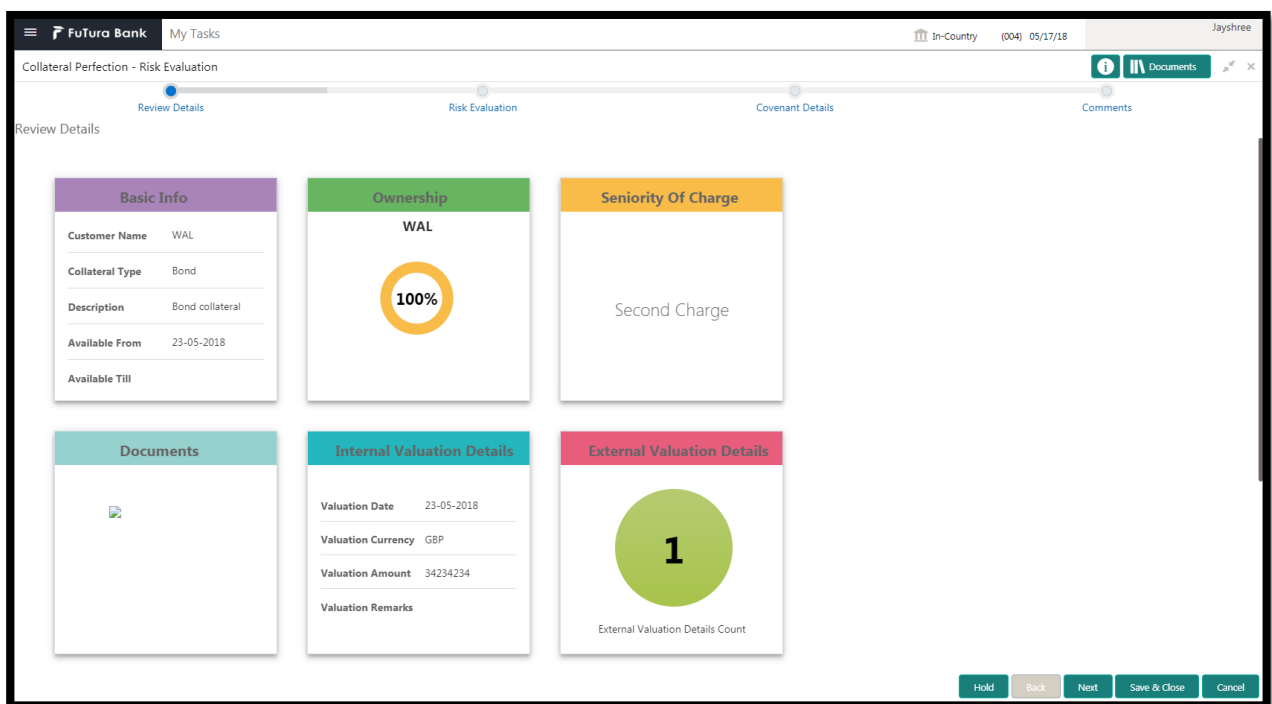 FuTura Bank My Tasks In-Country (004) 05/17/18 Jayshree
Collateral Perfection - Risk Evaluation i Documents
Review Details Risk Evaluation Covenant Details Comments
Review Details
Basic Info
Customer Name WAL
Collateral Type Bond
Description Bond collateral
Available From 23-05-2018
Available Till
Ownership
WAL
100%
Seniority Of Charge
Second Charge
Documents
Internal Valuation Details
Valuation Date 23-05-2018
Valuation Currency GBP
Valuation Amount 34234234
Valuation Remarks
External Valuation Details
1
External Valuation Details Count
Hold Back Next Save & Close Cancel